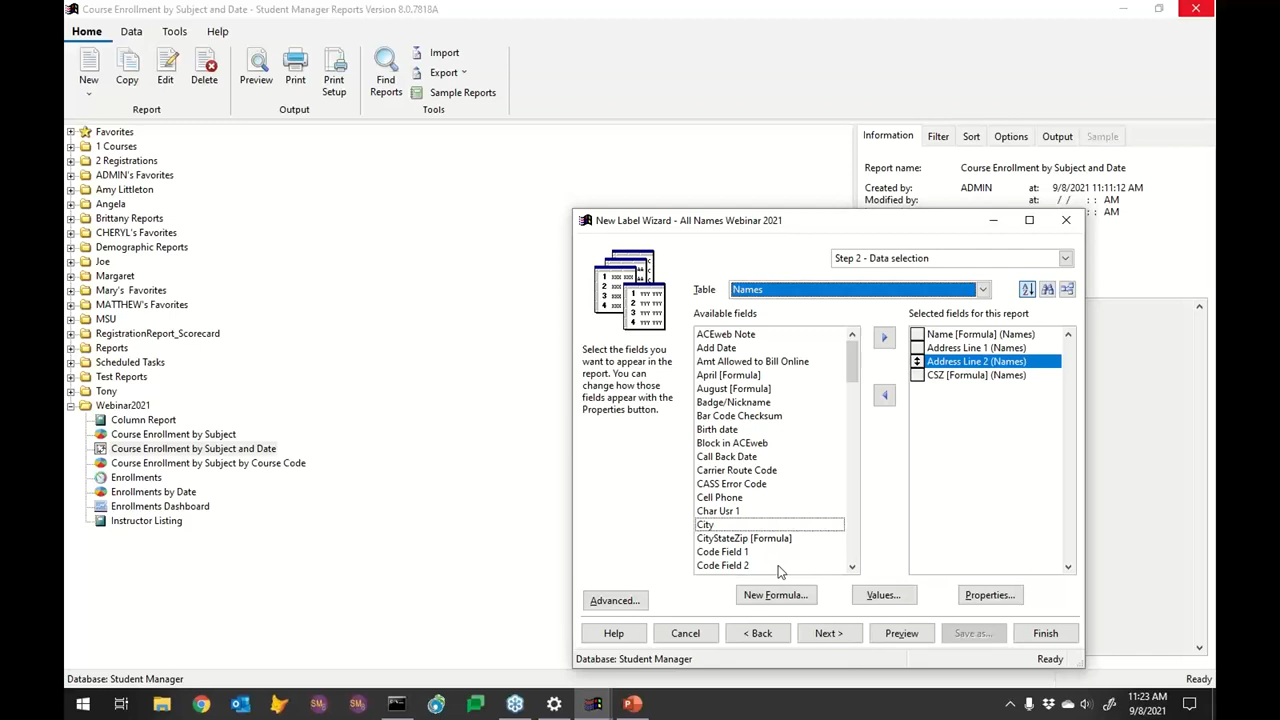 Course Enrollment by Subject and Date - Student Manager Reports Version 8.0.7818A
Home Data Tools Help
New Copy Edit Delete
Preview Print Print Setup
Find Reports
Import
Export
Sample Reports
Report Output Tools
Favorites
1 Courses
2 Registrations
ADMIN's Favorites
Amy Littleton
Angela
Brittany Reports
CHERYL's Favorites
Demographic Reports
Joe
Margaret
Mary's Favorites
MATTHEW's Favorites
MSU
RegistrationReport_Scorecard
Reports
Scheduled Tasks
Test Reports
Tony
Webinar2021
Column Report
Course Enrollment by Subject
Course Enrollment by Subject and Date
Course Enrollment by Subject by Course Code
Enrollments
Enrollments by Date
Enrollments Dashboard
Instructor Listing
Information Filter Sort Options Output Sample
Report name: Course Enrollment by Subject and Date
Created by: ADMIN at: 9/8/2021 11:11:12 AM
Modified by: at: / / : : AM
: : AM
New Label Wizard - All Names Webinar 2021
Step 2 - Data selection
Table Names
Select the fields you want to appear in the report. You can change how those fields appear with the Properties button.
Available fields
ACEweb Note
Add Date
Amt Allowed to Bill Online
April [Formula]
August [Formula]
Badge/Nickname
Bar Code Checksum
Birth date
Block in ACEweb
Call Back Date
Carrier Route Code
CASS Error Code
Cell Phone
Char Usr 1
City
CityStateZip [Formula]
Code Field 1
Code Field 2
Selected fields for this report
Name [Formula] (Names)
Address Line 1 (Names)
Address Line 2 (Names)
CSZ [Formula] (Names)
Advanced... New Formula... Values... Properties...
Help Cancel < Back Next > Preview Save as... Finish
Database: Student Manager Ready
Database: Student Manager Ready
11:23 AM
9/8/2021